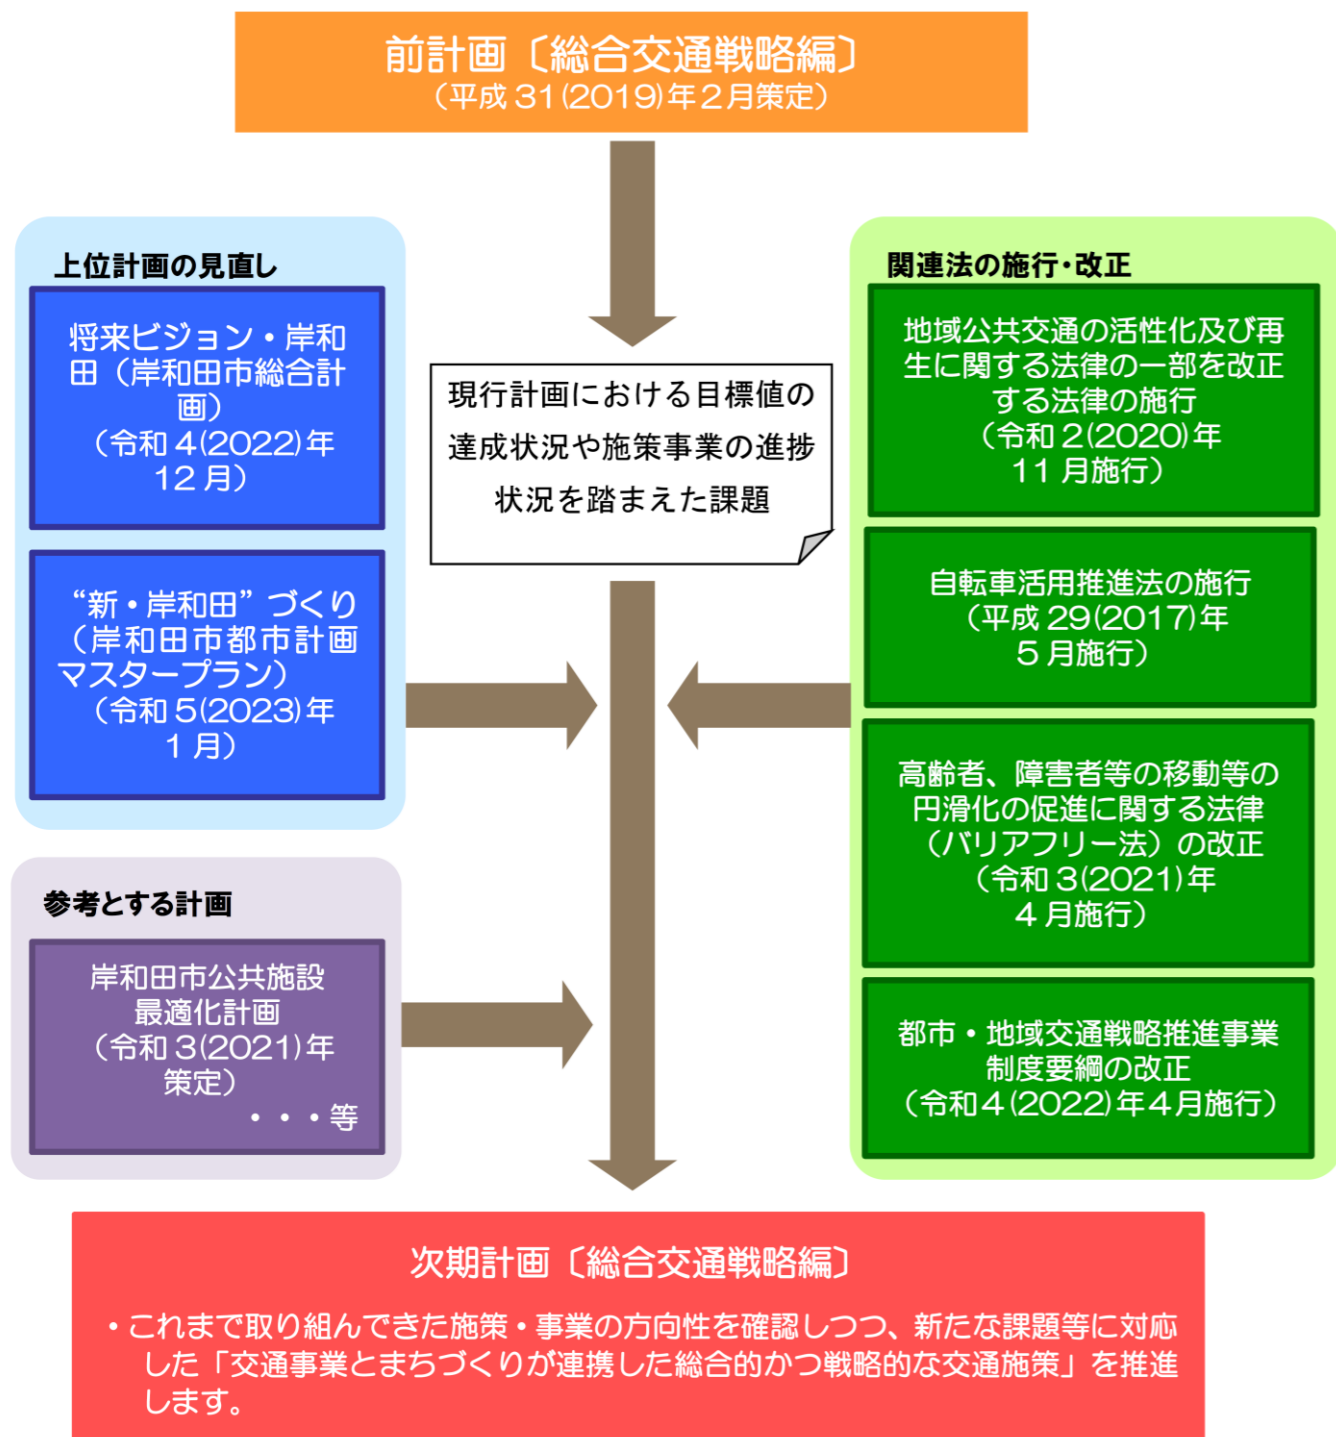 前計画〔総合交通戦略編〕
（平成 31(2019)年２月策定）
上位計画の見直し
将来ビジョン・岸和
田（岸和田市総合計
画）
（令和 4(2022)年
12 月）
“新・岸和田”づくり
（岸和田市都市計画
マスタープラン）
（令和 5(2023)年
1 月）
参考とする計画
岸和田市公共施設
最適化計画
（令和 3(2021)年
策定）
・・・等
現行計画における目標値の
達成状況や施策事業の進捗
状況を踏まえた課題
関連法の施行・改正
地域公共交通の活性化及び再
生に関する法律の一部を改正
する法律の施行
（令和 2(2020)年
11 月施行）
自転車活用推進法の施行
（平成 29(2017)年
5 月施行）
高齢者、障害者等の移動等の
円滑化の促進に関する法律
（バリアフリー法）の改正
（令和 3(2021)年
4 月施行）
都市・地域交通戦略推進事業
制度要綱の改正
（令和４(2022)年４月施行）
次期計画〔総合交通戦略編〕
・これまで取り組んできた施策・事業の方向性を確認しつつ、新たな課題等に対応
した「交通事業とまちづくりが連携した総合的かつ戦略的な交通施策」を推進
します。